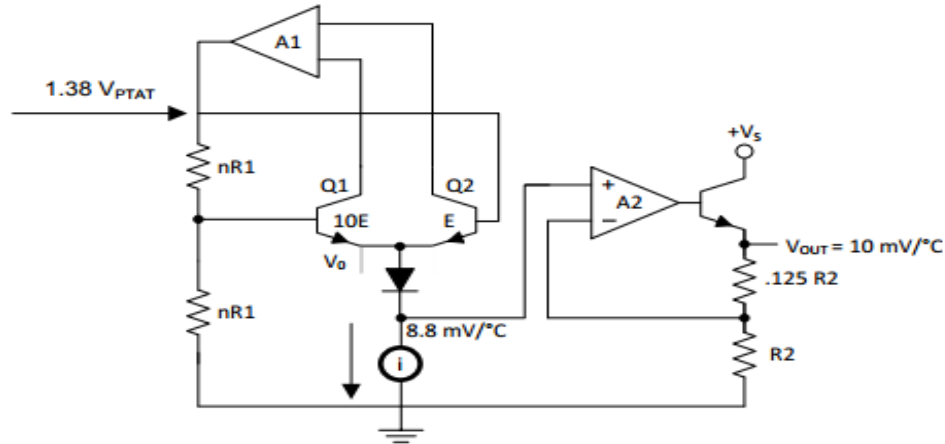 A1
1.38 VPTAT
+VS
nR1
Q1
Q2
+
A2
−
10E
E
VOUT = 10 mV/°C
V0
.125 R2
nR1
8.8 mV/°C
i
R2